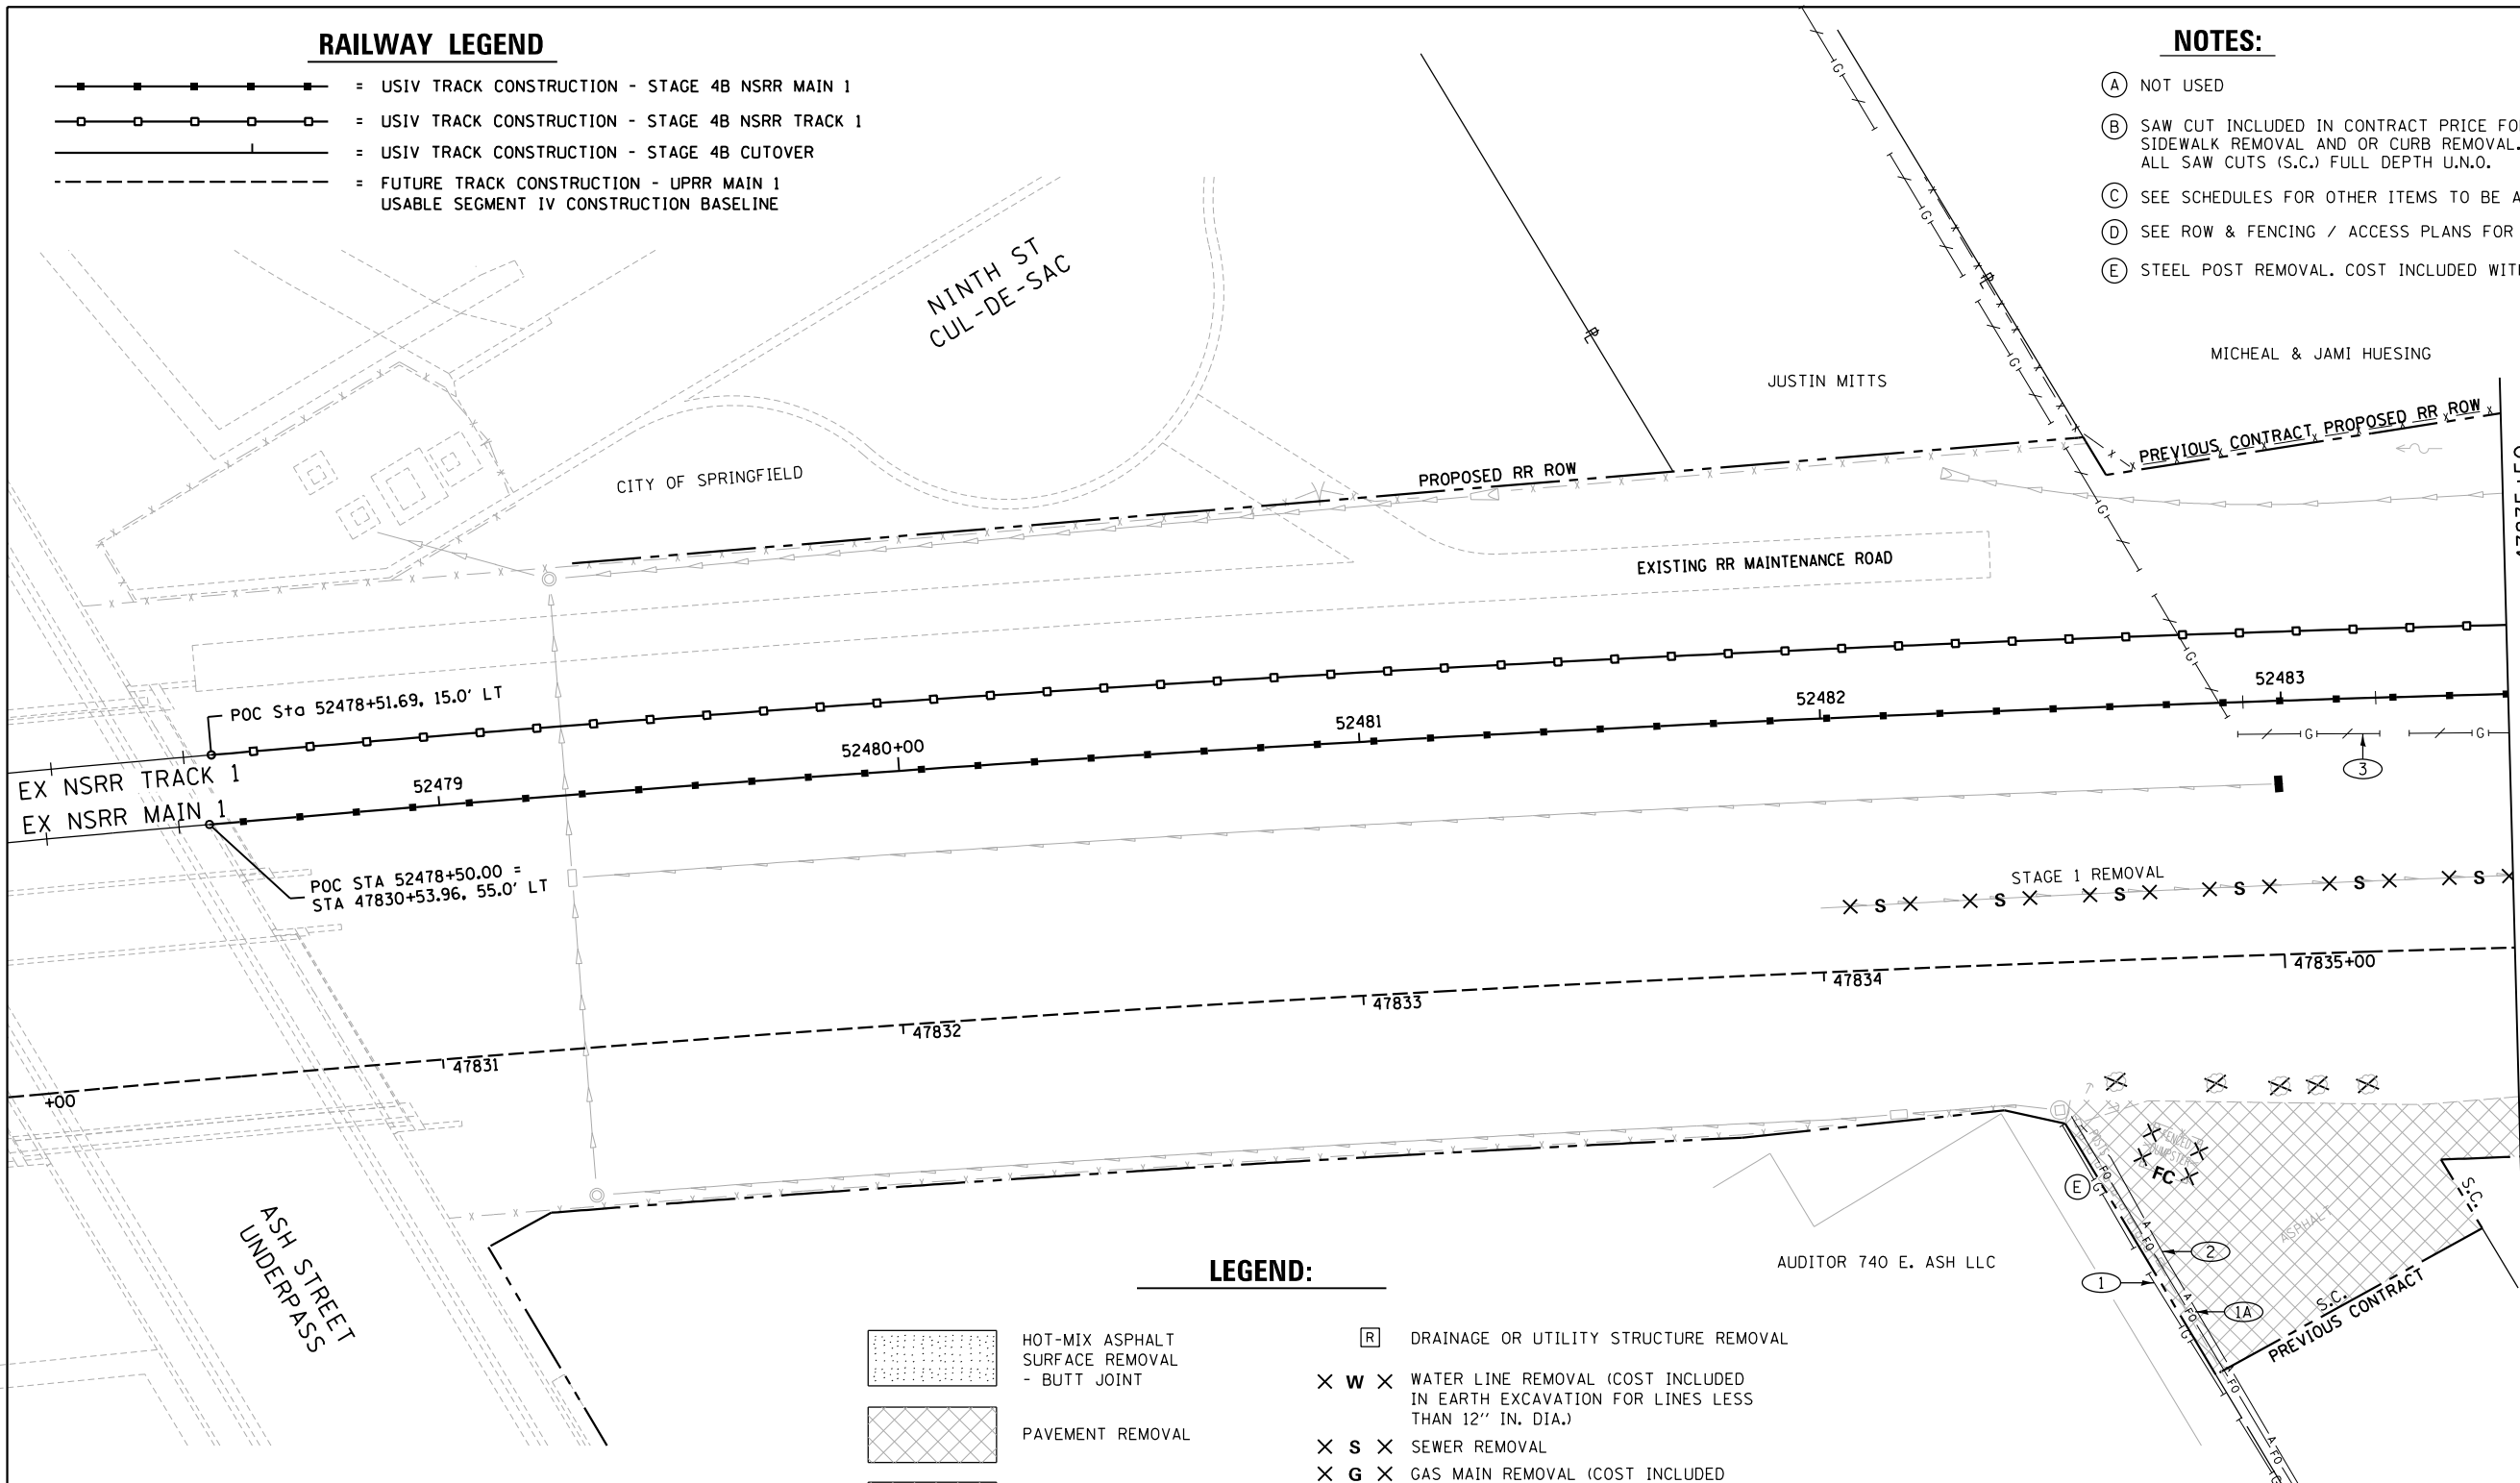 RAILWAY LEGEND
= USIV TRACK CONSTRUCTION - STAGE 4B NSRR MAIN 1
= USIV TRACK CONSTRUCTION - STAGE 4B NSRR TRACK 1
= USIV TRACK CONSTRUCTION - STAGE 4B CUTOVER
= FUTURE TRACK CONSTRUCTION - UPRR MAIN 1
USABLE SEGMENT IV CONSTRUCTION BASELINE
NOTES:
A NOT USED
B SAW CUT INCLUDED IN CONTRACT PRICE
SIDEWALK REMOVAL AND OR CURB REMOVAL.
ALL SAW CUTS (S.C.) FULL DEPTH U.N.O.
C SEE SCHEDULES FOR OTHER ITEMS TO BE
D SEE ROW & FENCING / ACCESS PLANS FOR
E STEEL POST REMOVAL. COST INCLUDED
NINTH ST
CUL-DE-SAC
JUSTIN MITTS
MICHEAL & JAMI HUESING
CITY OF SPRINGFIELD
PROPOSED RR ROW
PREVIOUS CONTRACT PROPOSED RR ROW
EXISTING RR MAINTENANCE ROAD
POC Sta 52478+51.69, 15.0' LT
EX NSRR TRACK 1
EX NSRR MAIN 1
52479
52480+00
52481
52482
52483
3
POC STA 52478+50.00 =
STA 47830+53.96, 55.0' LT
STAGE 1 REMOVAL
S S S S S S
+00
47831
47832
47833
47834
47835+00
ASH STREET
UNDERPASS
AUDITOR 740 E. ASH LLC
E
FENCED
DUMPSTER
FC
POSTS
ASPHALT
S.C.
S.C.
PREVIOUS CONTRACT
1
2
1A
LEGEND:
HOT-MIX ASPHALT
SURFACE REMOVAL
- BUTT JOINT
PAVEMENT REMOVAL
R DRAINAGE OR UTILITY STRUCTURE REMOVAL
X W X WATER LINE REMOVAL (COST INCLUDED
IN EARTH EXCAVATION FOR LINES LESS
THAN 12'' IN. DIA.)
X S X SEWER REMOVAL
X G X GAS MAIN REMOVAL (COST INCLUDED